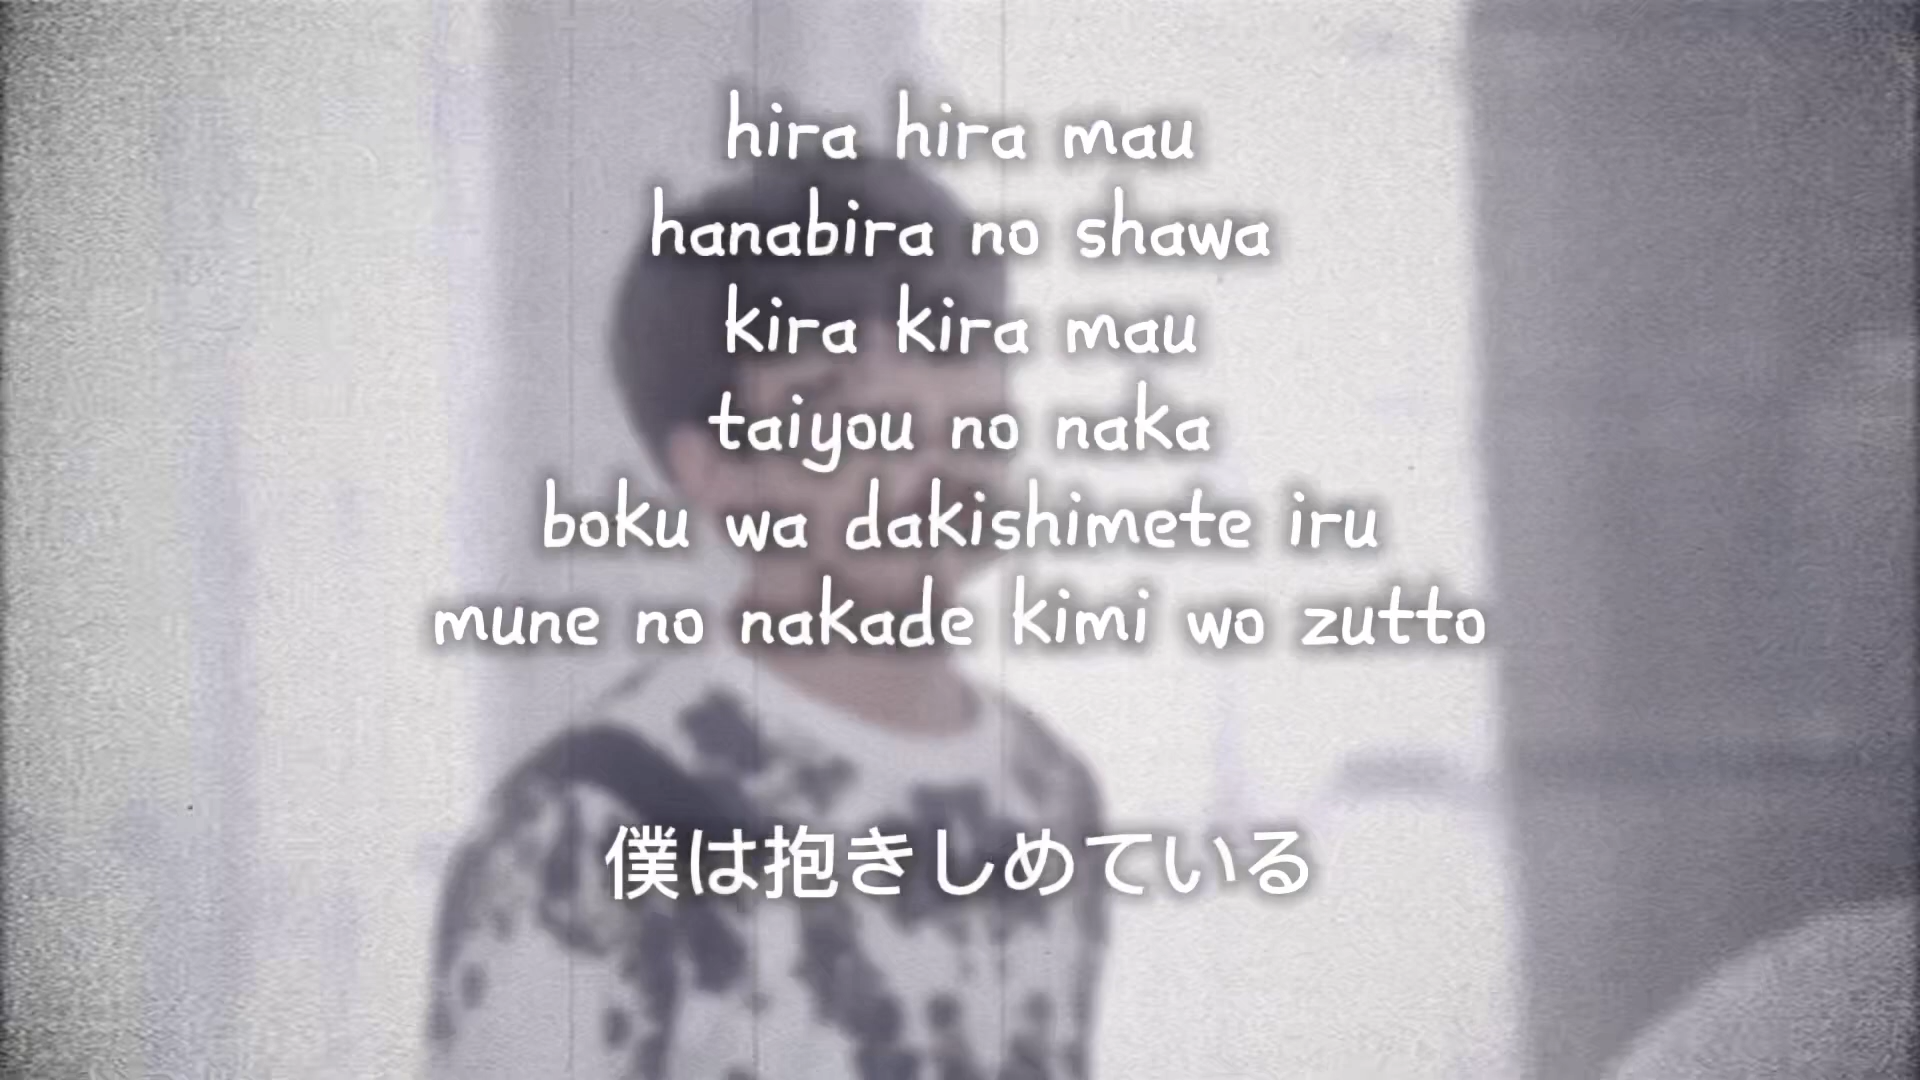 hira hira mau
hanabira no shawa
kira kira mau
taiyou no naka
boku wa dakishimete iru
mune no nakade kimi wo zutto
僕は抱きしめている